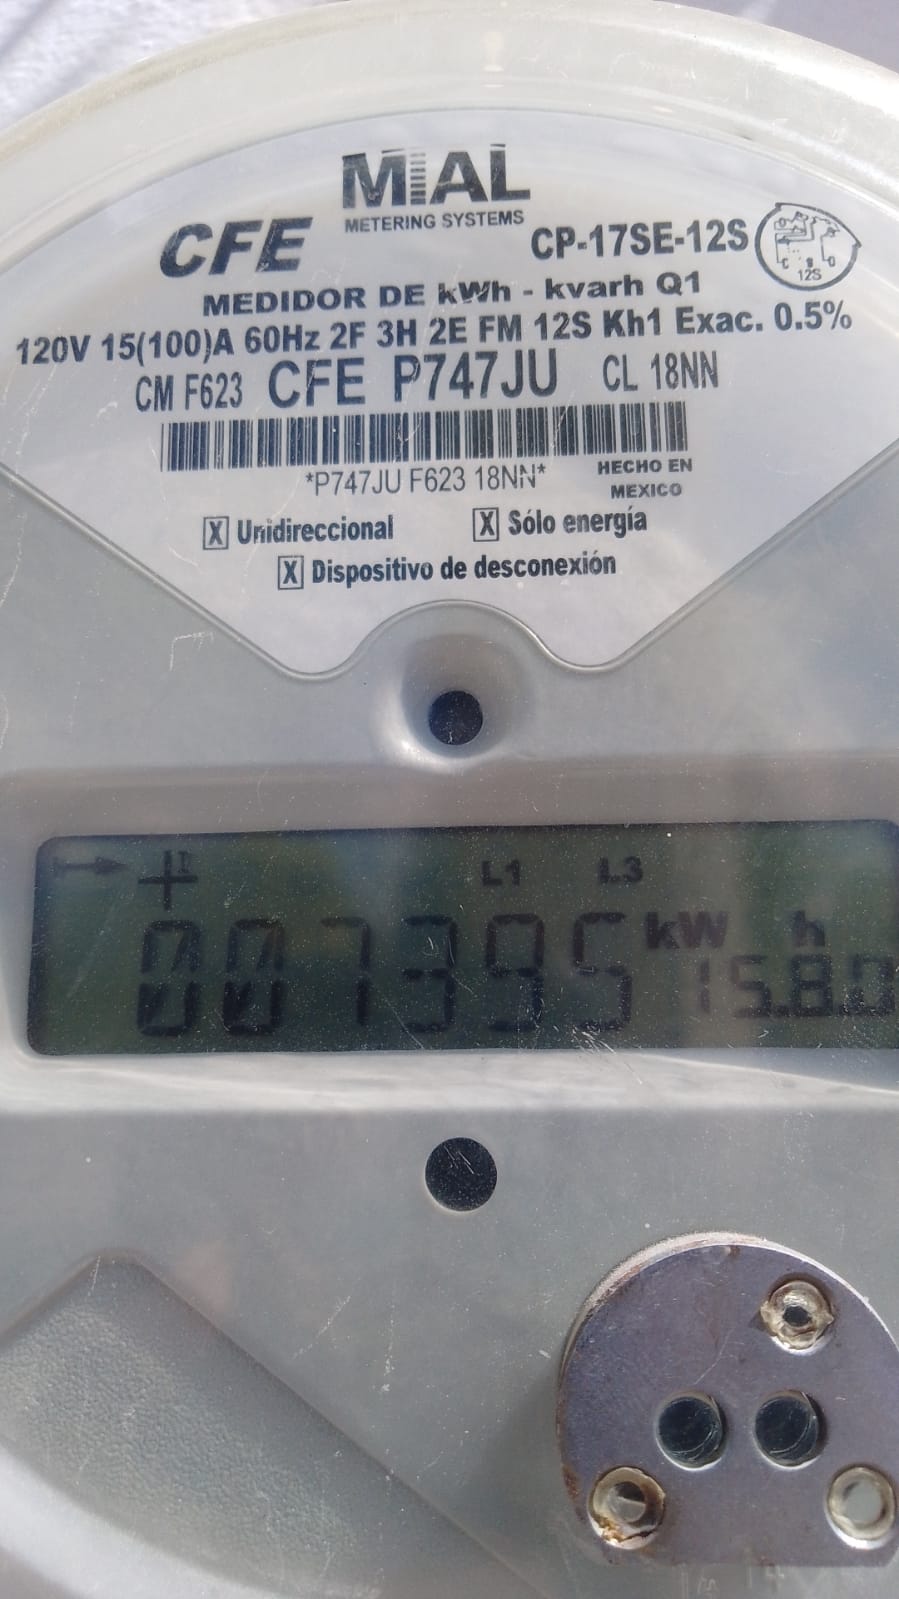 MIAL
METERING SYSTEMS
CFE
CP-17SE-12S
12S
MEDIDOR DE kWh - kvarh Q1
120V 15(100)A 60Hz 2F 3H 2E FM 12S Kh1 Exac. 0.5%
CM F623 CFE P747JU CL 18NN
*P747JU F623 18NN*
HECHO EN
MEXICO
X Unidireccional X Sólo energía
X Dispositivo de desconexión
L1 L3
007395 kW h 15.8.0